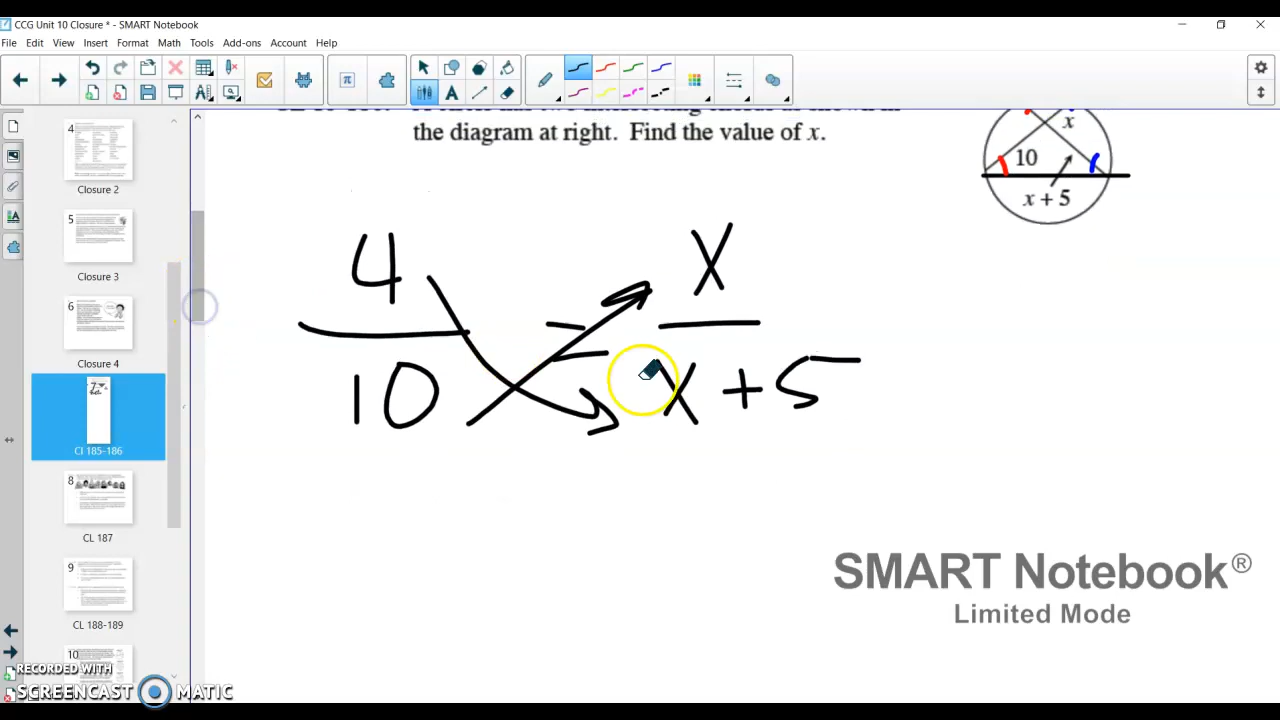 CCG Unit 10 Closure * - SMART Notebook
File Edit View Insert Format Math Tools Add-ons Account Help
the diagram at right. Find the value of x.
x
10
x + 5
4
Closure 2
5
Closure 3
6
Closure 4
7
CI 185-186
8
CL 187
9
CL 188-189
10
4 X
=
10 X + 5
SMART Notebook®
Limited Mode
RECORDED WITH
SCREENCAST MATIC